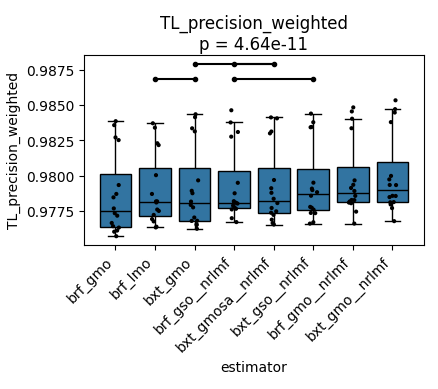 TL_precision_weighted
p = 4.64e-11
TL_precision_weighted
0.9875
0.9850
0.9825
0.9800
0.9775
brf_gmo
brf_lmo
bxt_gmo
brf_gso__nrlmf
bxt_gmosa__nrlmf
bxt_gso__nrlmf
brf_gmo__nrlmf
bxt_gmo__nrlmf
estimator